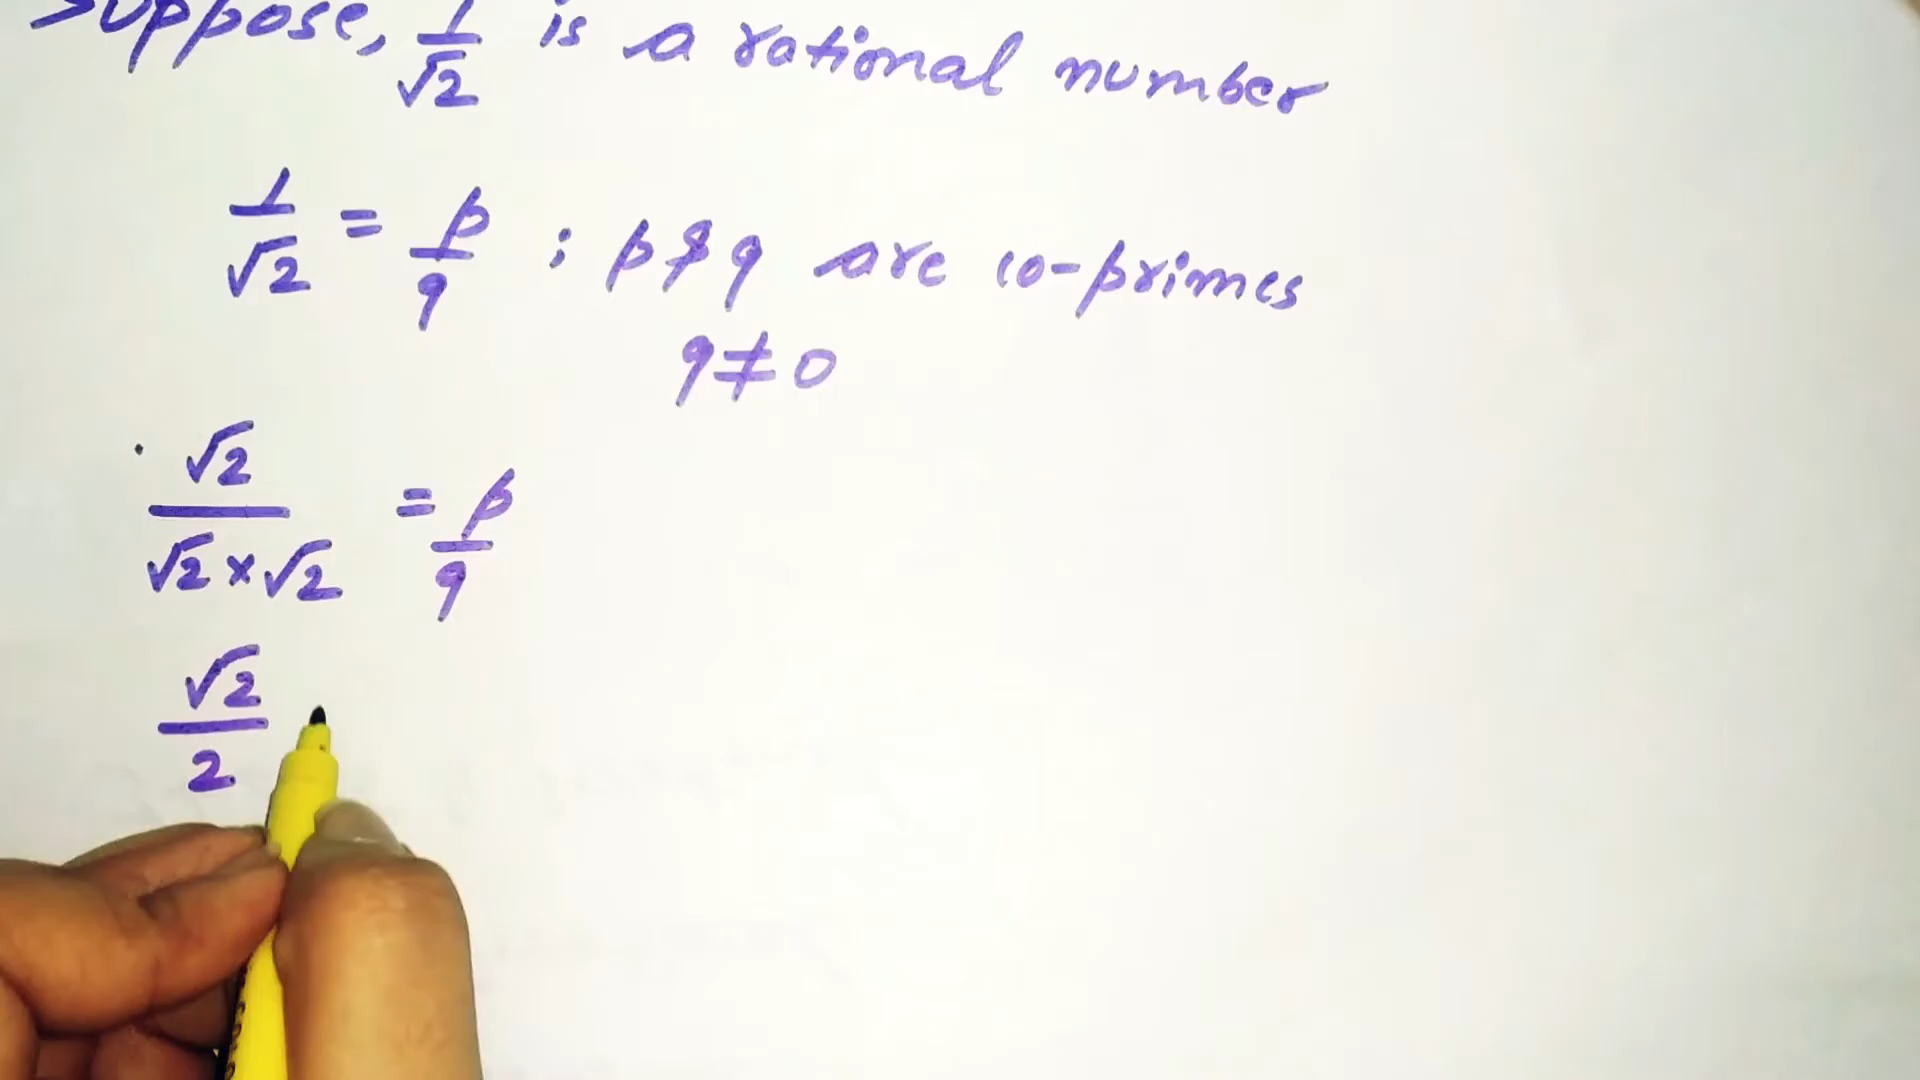 Suppose, 1/√2 is a rational number
1/√2 = p/q ; p & q are co-primes
q ≠ 0
√2/√2×√2 = p/q
√2/2